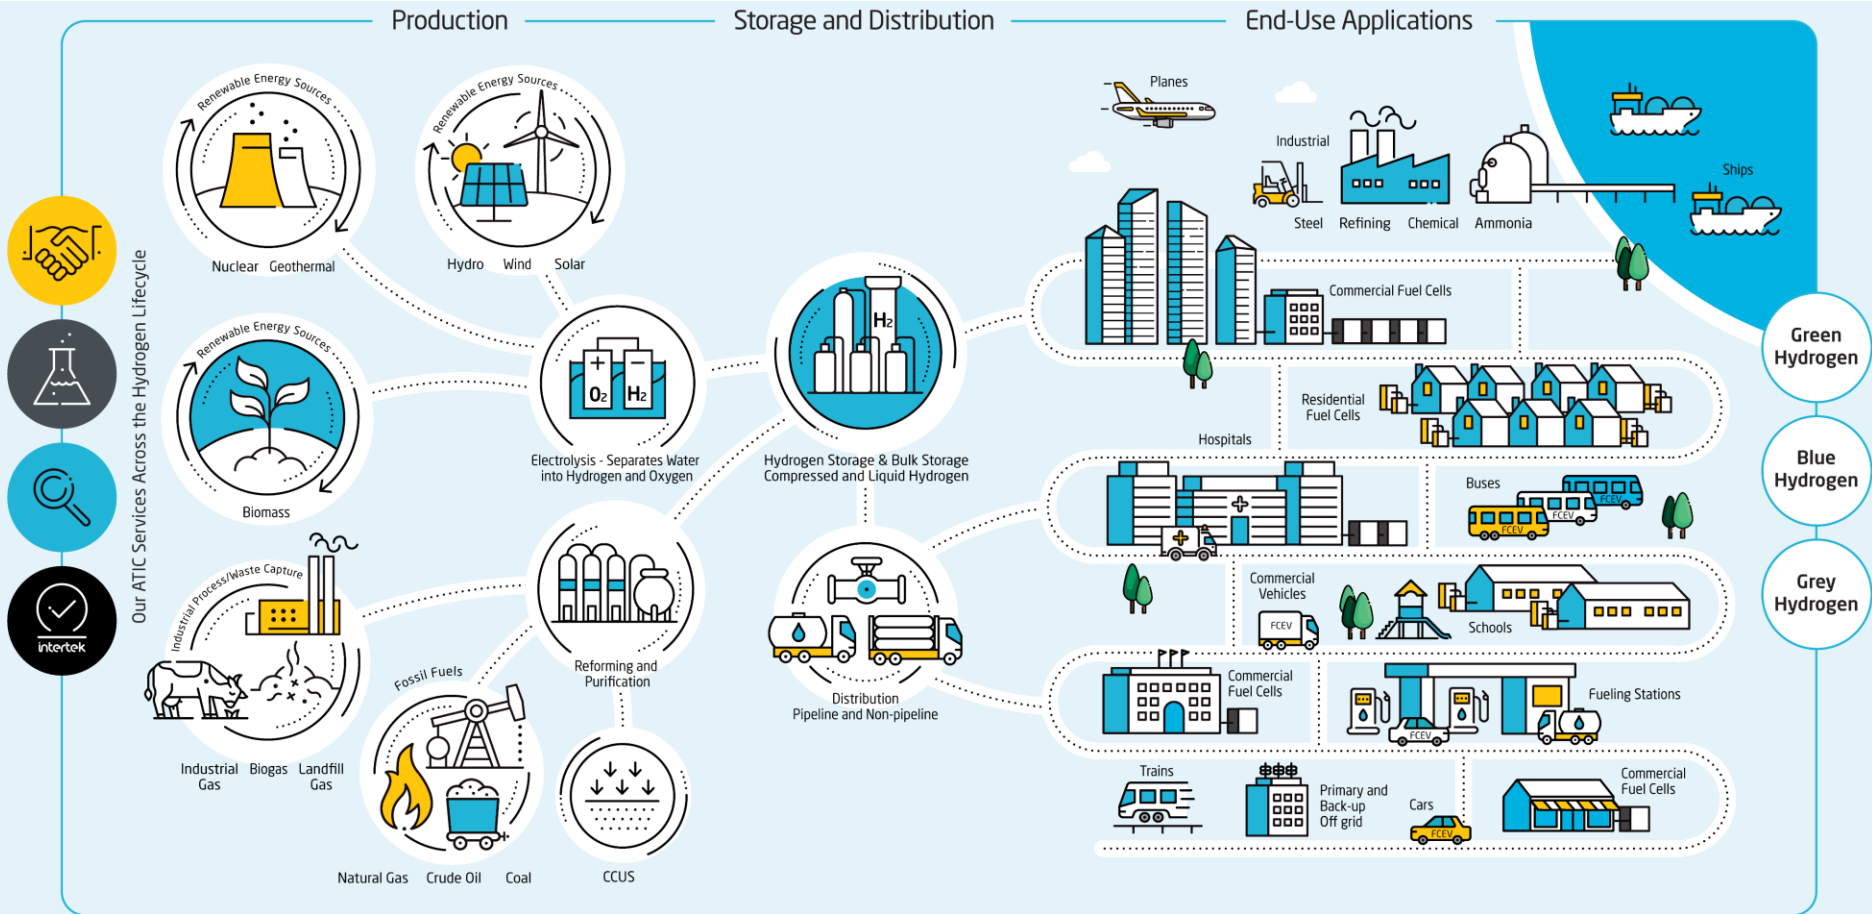 Production
Storage and Distribution
End-Use Applications
Our ATIC Services Across the Hydrogen Lifecycle
intertek
Renewable Energy Sources
Nuclear Geothermal
Renewable Energy Sources
Hydro Wind Solar
Renewable Energy Sources
Biomass
Industrial Process/Waste Capture
Industrial
Gas
Biogas
Landfill
Gas
Fossil Fuels
Natural Gas Crude Oil Coal
+ −
O2 H2
Electrolysis - Separates Water
into Hydrogen and Oxygen
Reforming and
Purification
CCUS
H2
Hydrogen Storage & Bulk Storage
Compressed and Liquid Hydrogen
Distribution
Pipeline and Non-pipeline
Planes
Industrial
Steel Refining Chemical Ammonia
Ships
Commercial Fuel Cells
Residential
Fuel Cells
Hospitals
Buses
FCEV
FCEV
FCEV
Commercial
Vehicles
FCEV
Schools
Commercial
Fuel Cells
Fueling Stations
FCEV
Trains
Primary and
Back-up
Off grid
Cars
FCEV
Commercial
Fuel Cells
Green
Hydrogen
Blue
Hydrogen
Grey
Hydrogen